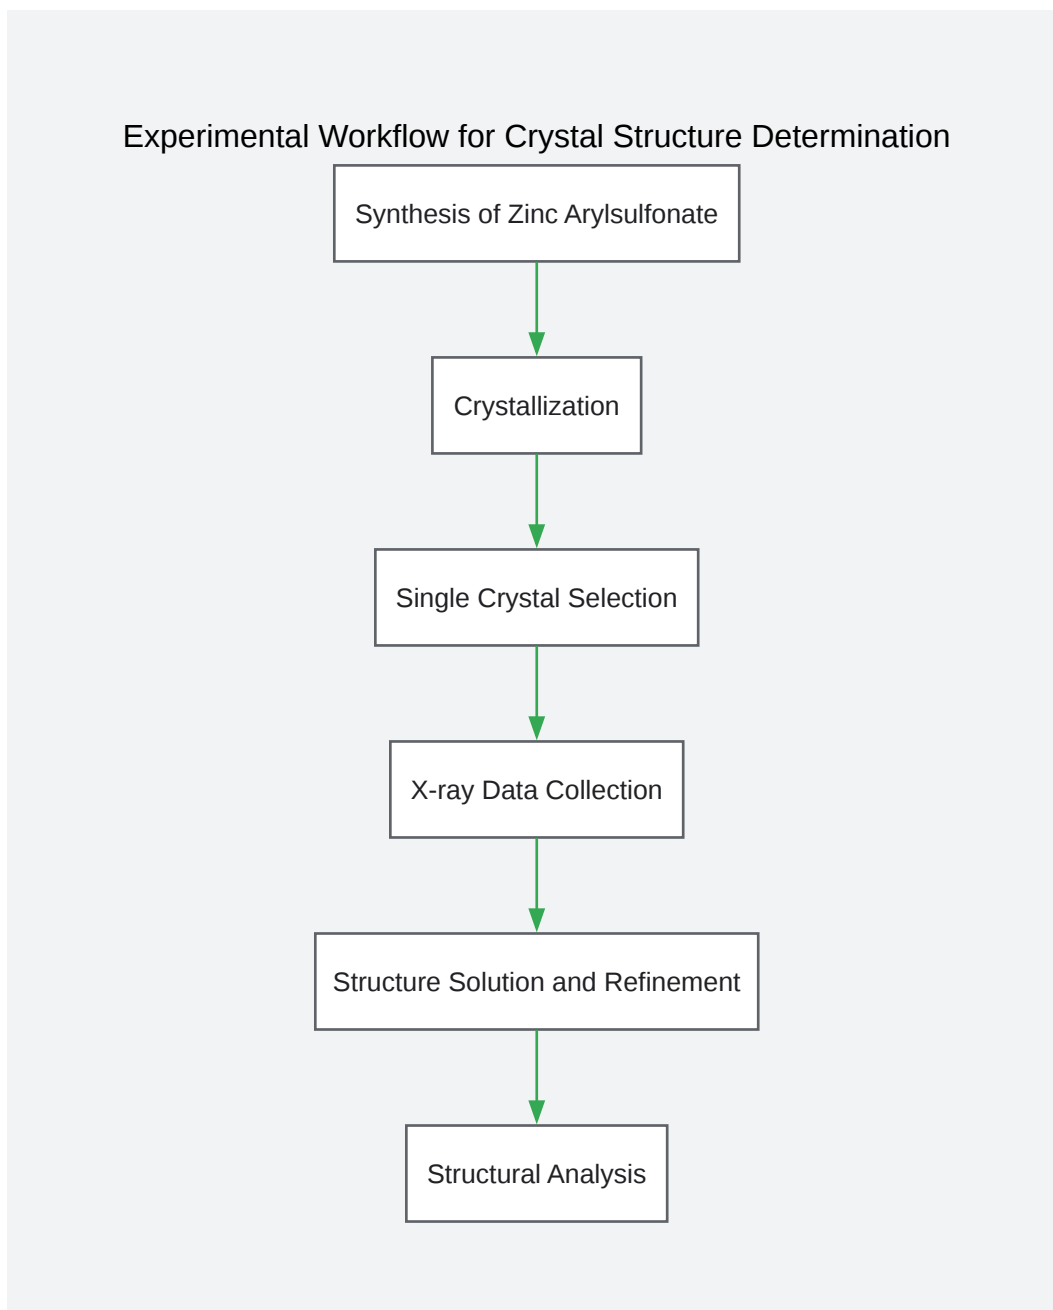 Experimental Workflow for Crystal Structure Determination
Synthesis of Zinc Arylsulfonate
Crystallization
Single Crystal Selection
X-ray Data Collection
Structure Solution and Refinement
Structural Analysis